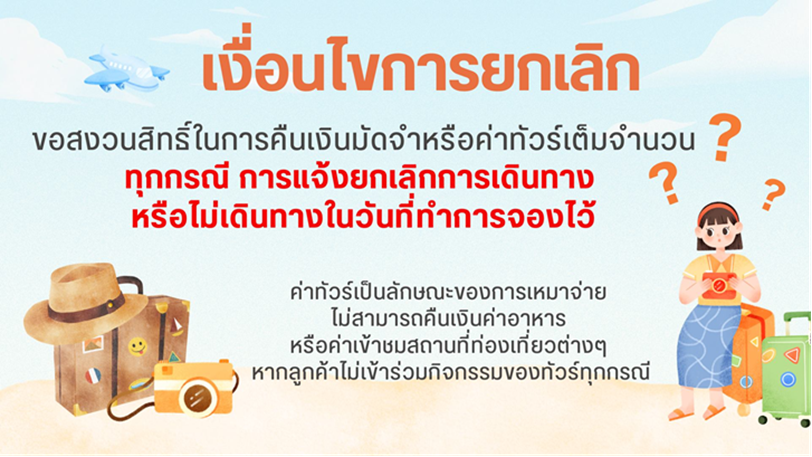 เงื่อนไขการยกเลิก
ขอสงวนสิทธิ์ในการคืนเงินมัดจำหรือค่าทัวร์เต็มจำนวน
ทุกกรณี การแจ้งยกเลิกการเดินทาง
หรือไม่เดินทางในวันที่ทำการจองไว้
ค่าทัวร์เป็นลักษณะของการเหมาจ่าย
ไม่สามารถคืนเงินค่าอาหาร
หรือค่าเข้าชมสถานที่ท่องเที่ยวต่างๆ
หากลูกค้าไม่เข้าร่วมกิจกรรมของทัวร์ทุกกรณี